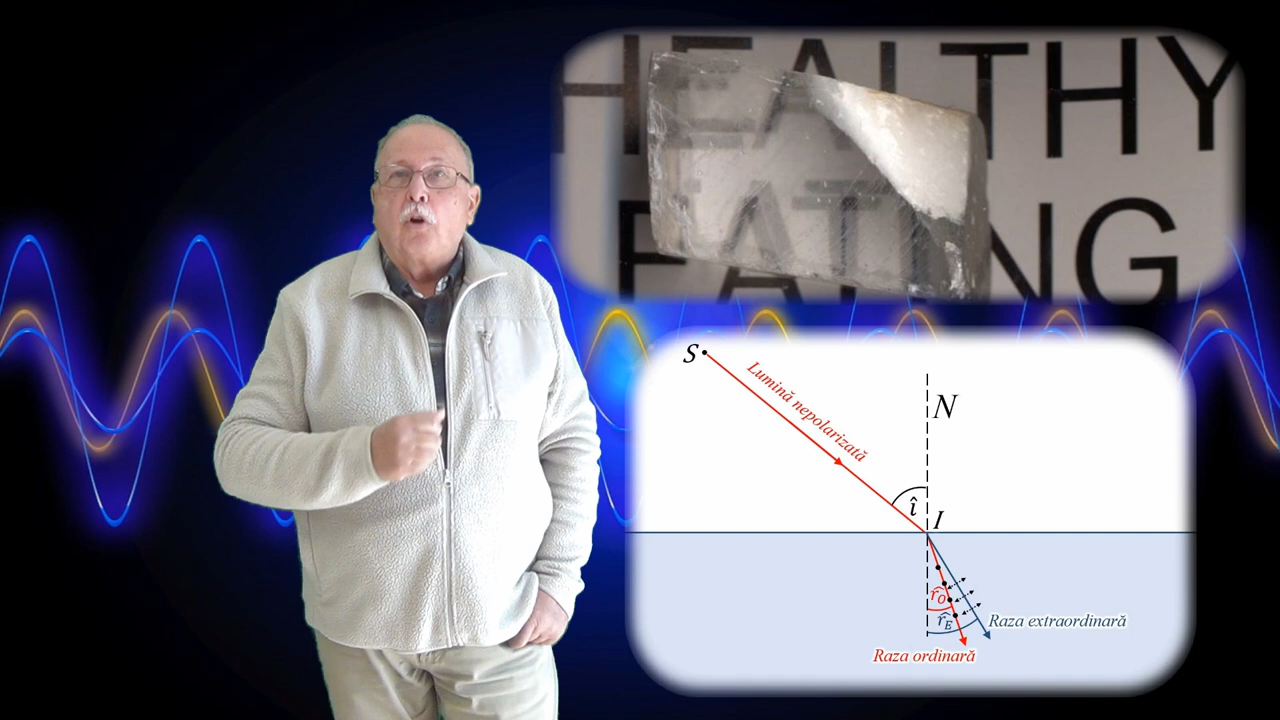 HEALTHY
EATING
S
Lumină nepolarizată
N
î
I
r̂O
r̂E
Raza extraordinară
Raza ordinară